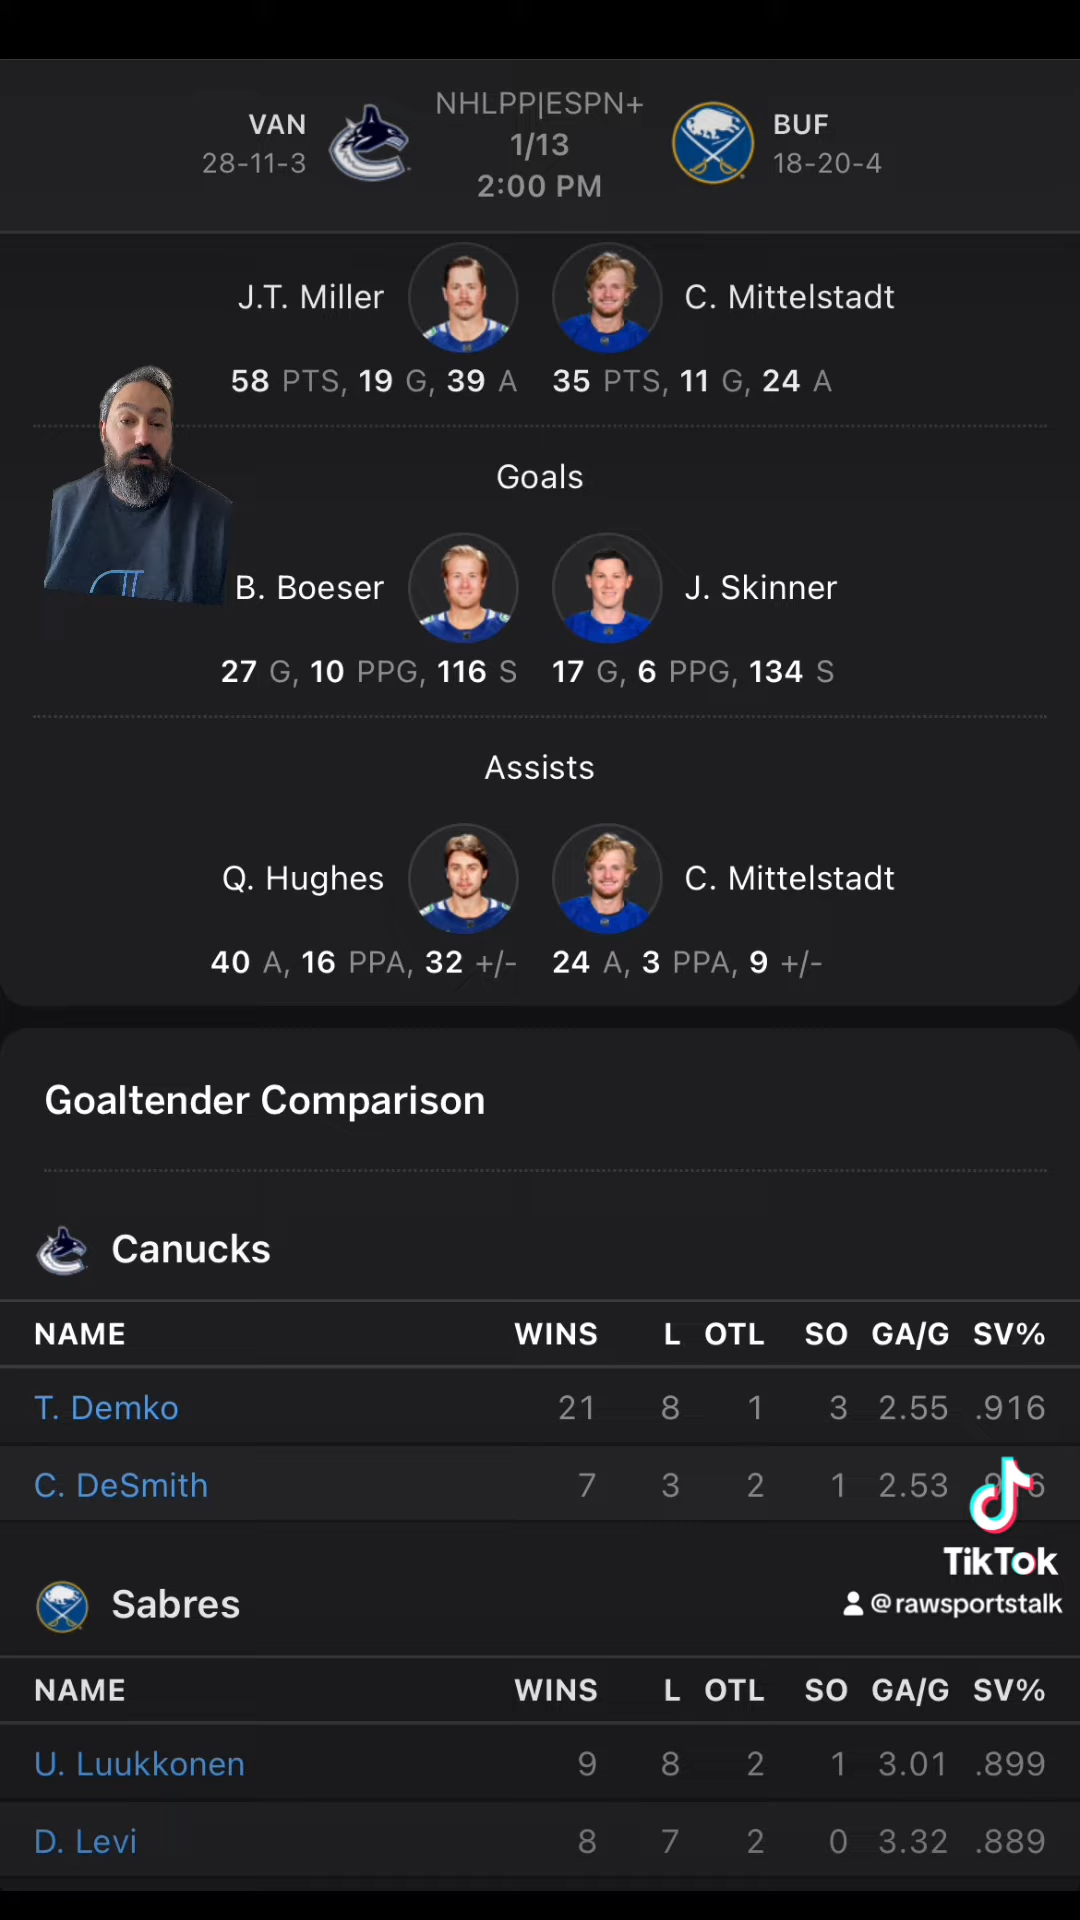 NHLPP|ESPN+
VAN
28-11-3
1/13
2:00 PM
BUF
18-20-4
J.T. Miller
C. Mittelstadt
58 PTS, 19 G, 39 A
35 PTS, 11 G, 24 A
Goals
B. Boeser
J. Skinner
27 G, 10 PPG, 116 S
17 G, 6 PPG, 134 S
Assists
Q. Hughes
C. Mittelstadt
40 A, 16 PPA, 32 +/-
24 A, 3 PPA, 9 +/-
Goaltender Comparison
Canucks
NAME WINS L OTL SO GA/G SV%
T. Demko 21 8 1 3 2.55 .916
C. DeSmith 7 3 2 1 2.53
TikTok
@rawsportstalk
Sabres
NAME WINS L OTL SO GA/G SV%
U. Luukkonen 9 8 2 1 3.01 .899
D. Levi 8 7 2 0 3.32 .889